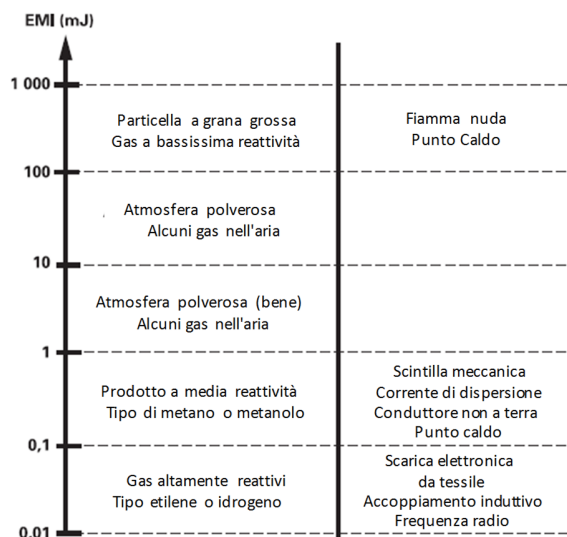 EMI (mJ)
1 000
Particella a grana grossa
Gas a bassissima reattività
Fiamma nuda
Punto Caldo
100
Atmosfera polverosa
Alcuni gas nell'aria
10
Atmosfera polverosa (bene)
Alcuni gas nell'aria
1
Prodotto a media reattività
Tipo di metano o metanolo
Scintilla meccanica
Corrente di dispersione
Conduttore non a terra
Punto caldo
0,1
Gas altamente reattivi
Tipo etilene o idrogeno
Scarica elettronica
da tessile
Accoppiamento induttivo
Frequenza radio
0,01